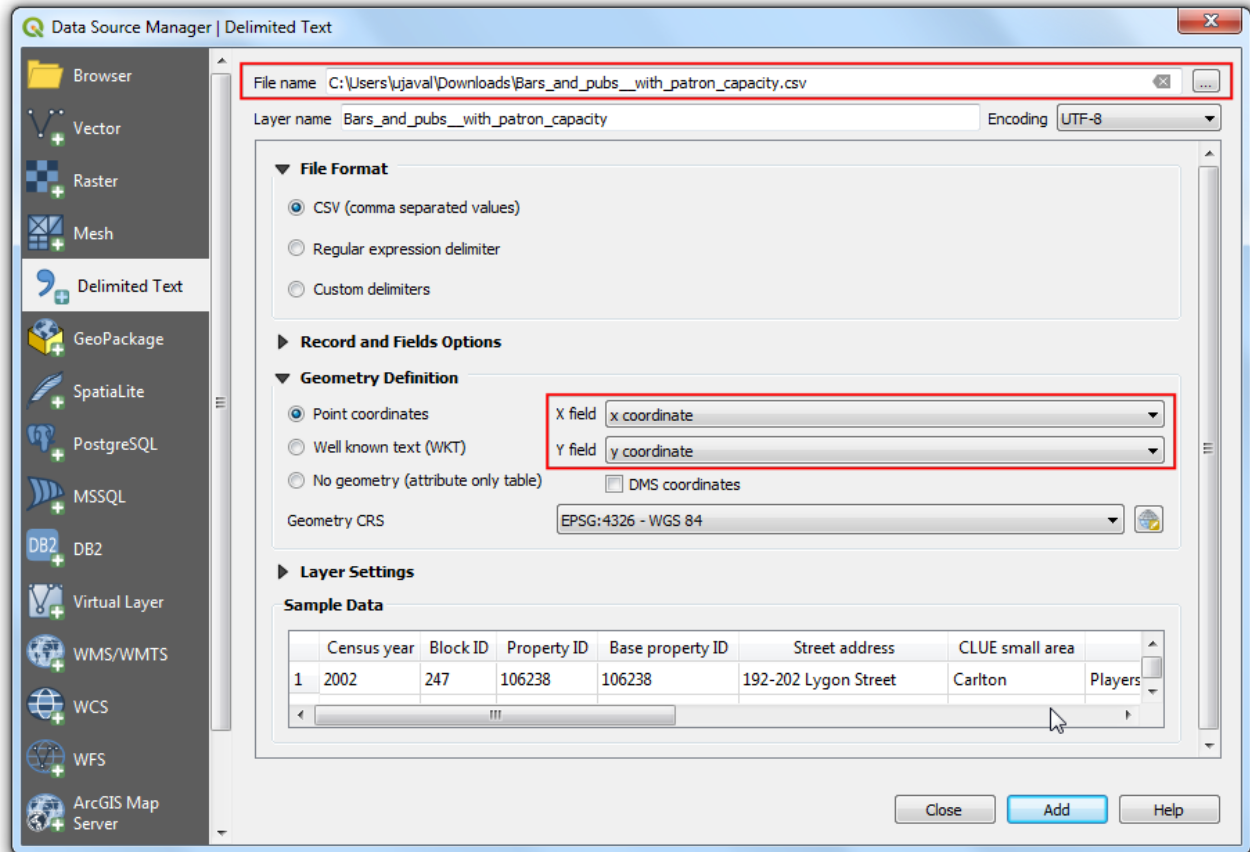 Data Source Manager | Delimited Text
Browser
Vector
Raster
Mesh
Delimited Text
GeoPackage
SpatiaLite
PostgreSQL
MSSQL
DB2 DB2
Virtual Layer
WMS/WMTS
WCS
WFS
ArcGIS Map
Server
File name C:\Users\ujaval\Downloads\Bars_and_pubs__with_patron_capacity.csv ...
Layer name Bars_and_pubs__with_patron_capacity Encoding UTF-8
File Format
CSV (comma separated values)
Regular expression delimiter
Custom delimiters
Record and Fields Options
Geometry Definition
Point coordinates X field x coordinate
Well known text (WKT) Y field y coordinate
No geometry (attribute only table) DMS coordinates
Geometry CRS EPSG:4326 - WGS 84
Layer Settings
Sample Data
Census year Block ID Property ID Base property ID Street address CLUE small area
1 2002 247 106238 106238 192-202 Lygon Street Carlton Players
Close Add Help